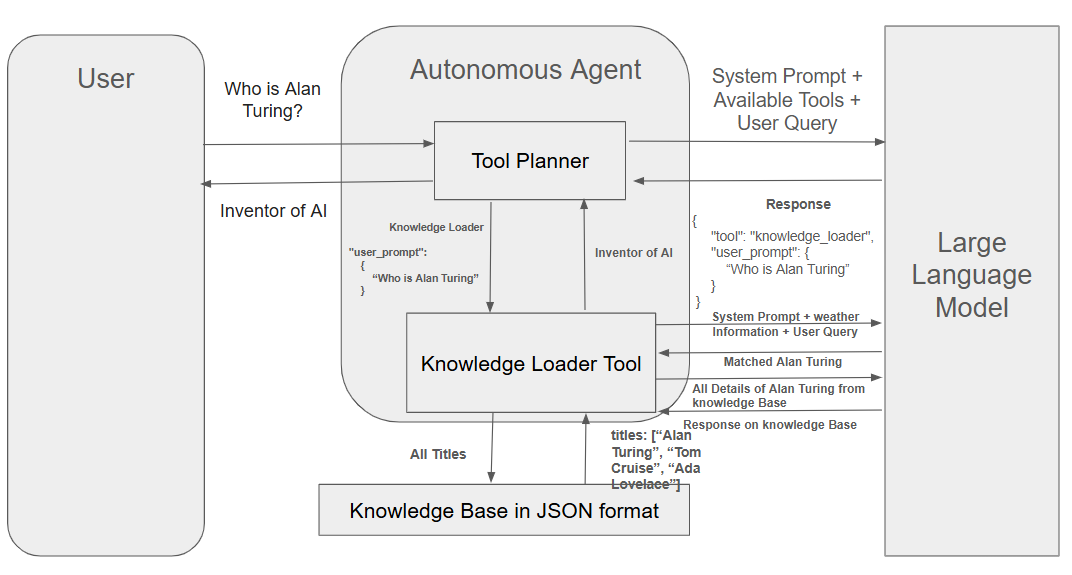 User
Autonomous Agent
Who is Alan
Turing?
System Prompt +
Available Tools +
User Query
Tool Planner
Inventor of AI
Response
{
"tool": "knowledge_loader",
"user_prompt": {
“Who is Alan Turing”
}
}
Knowledge Loader
"user_prompt":
{
“Who is Alan Turing”
}
Inventor of AI
Large
Language
Model
System Prompt + weather
Information + User Query
Knowledge Loader Tool
Matched Alan Turing
All Details of Alan Turing from
knowledge Base
Response on knowledge Base
All Titles
titles: [“Alan
Turing”, “Tom
Cruise”, “Ada
Lovelace”]
Knowledge Base in JSON format